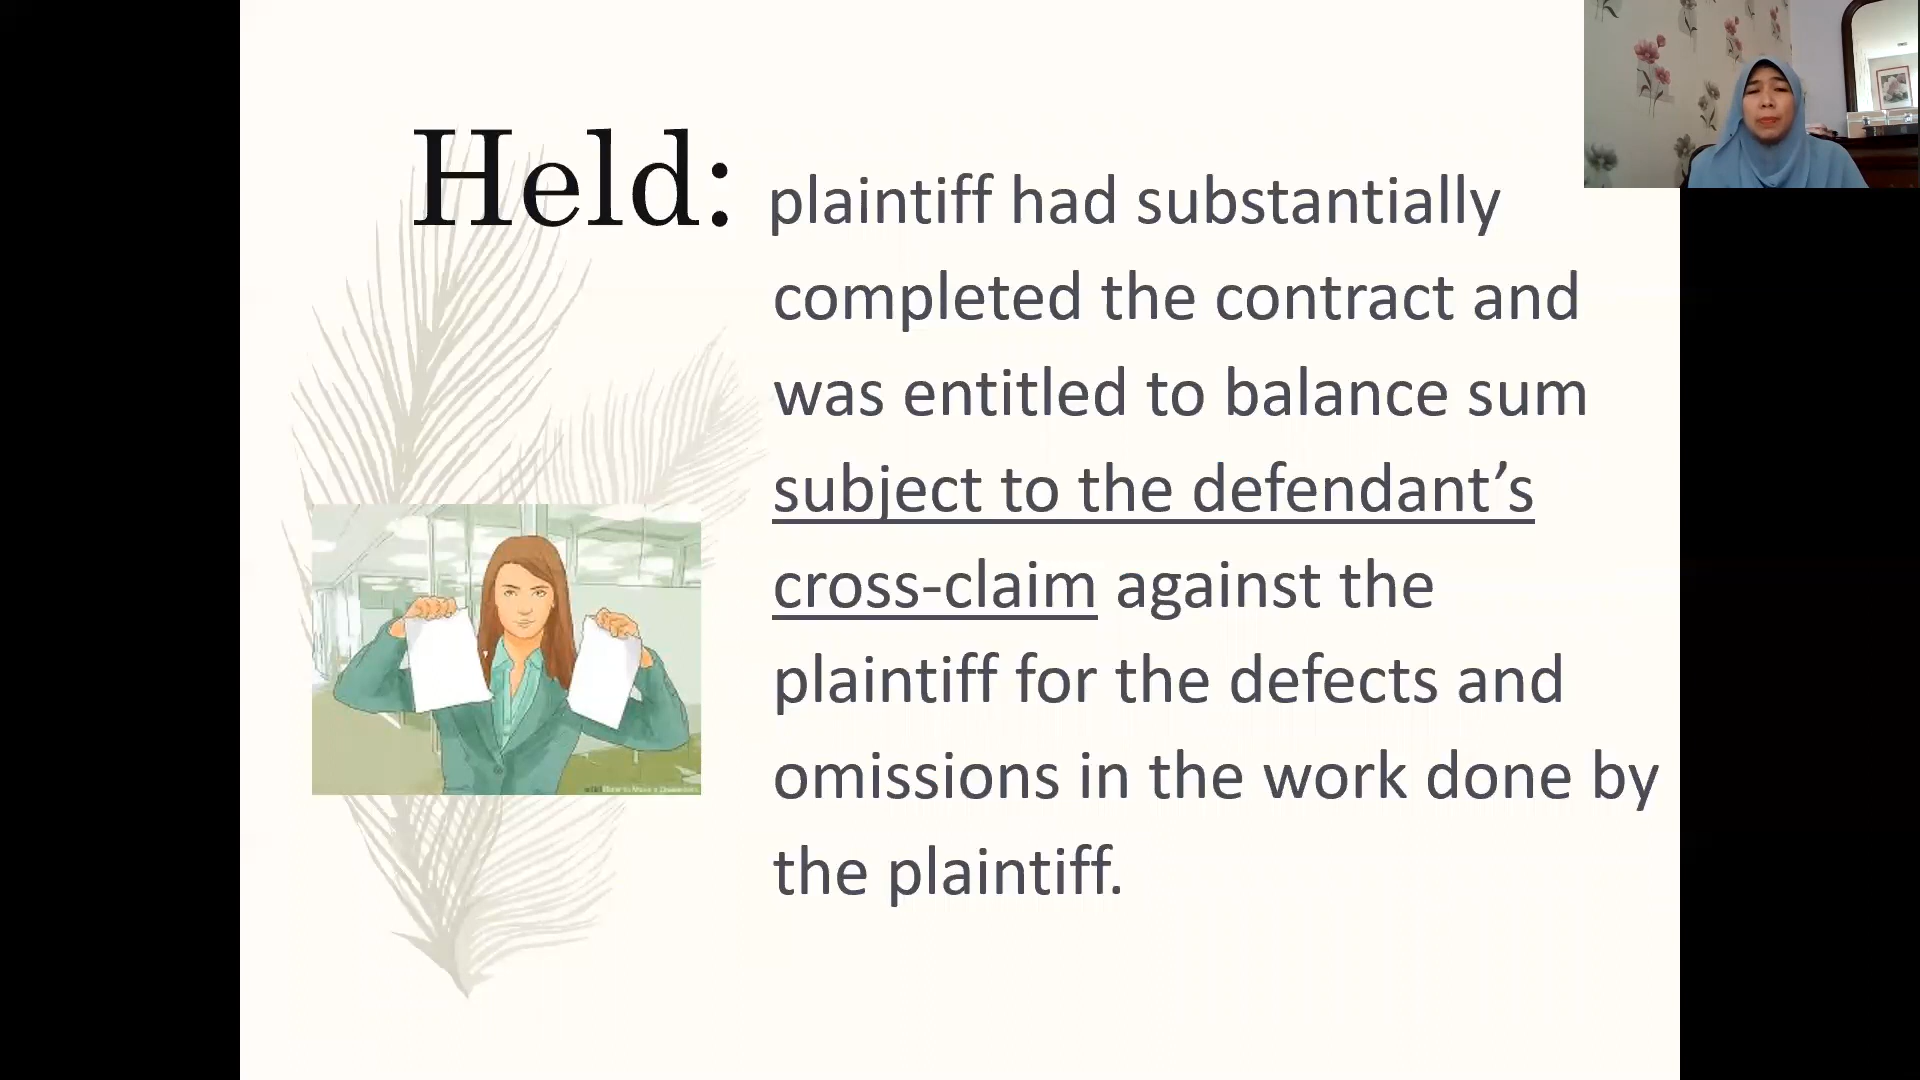 Held: plaintiff had substantially
completed the contract and
was entitled to balance sum
subject to the defendant’s
cross-claim against the
plaintiff for the defects and
omissions in the work done by
the plaintiff.